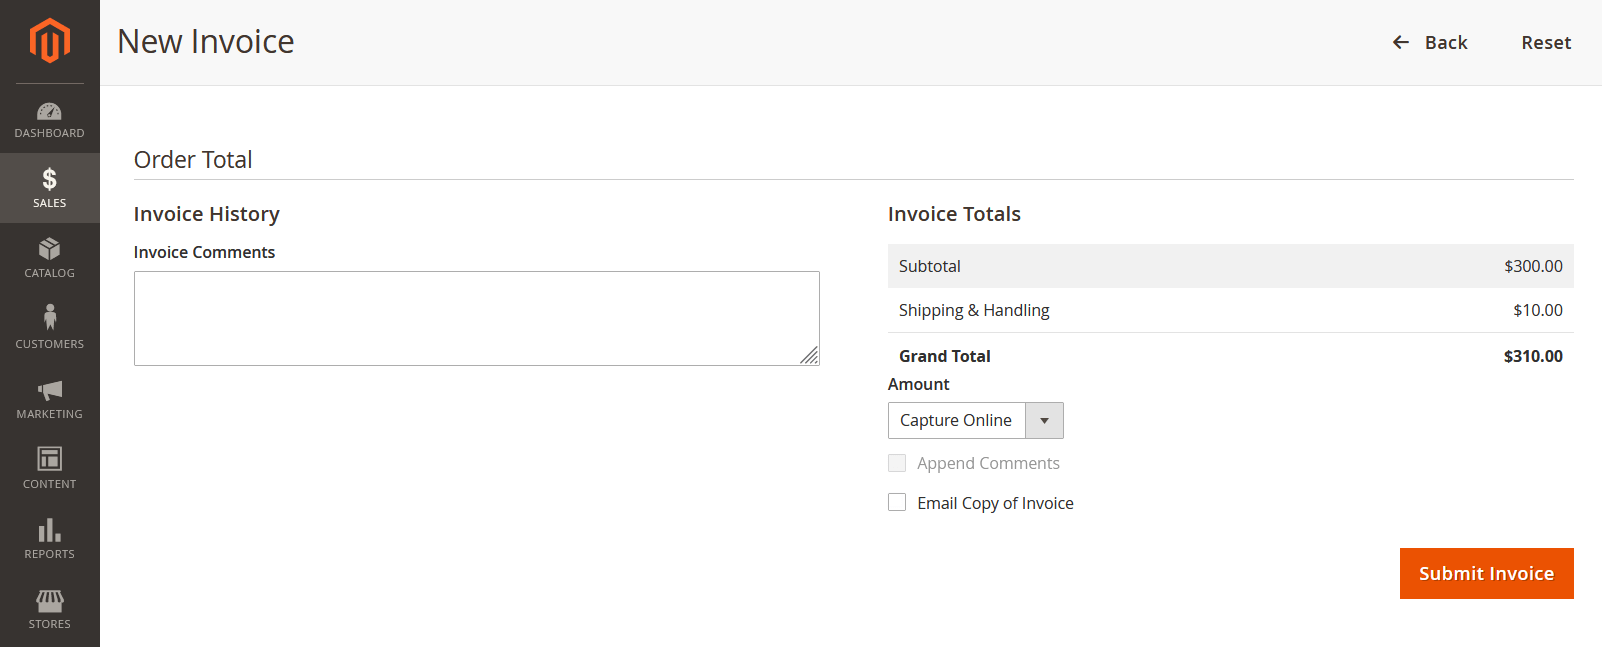 New Invoice
Back
Reset
DASHBOARD
SALES
CATALOG
CUSTOMERS
MARKETING
CONTENT
REPORTS
STORES
Order Total
Invoice History
Invoice Comments
Invoice Totals
Subtotal $300.00
Shipping & Handling $10.00
Grand Total $310.00
Amount
Capture Online
Append Comments
Email Copy of Invoice
Submit Invoice